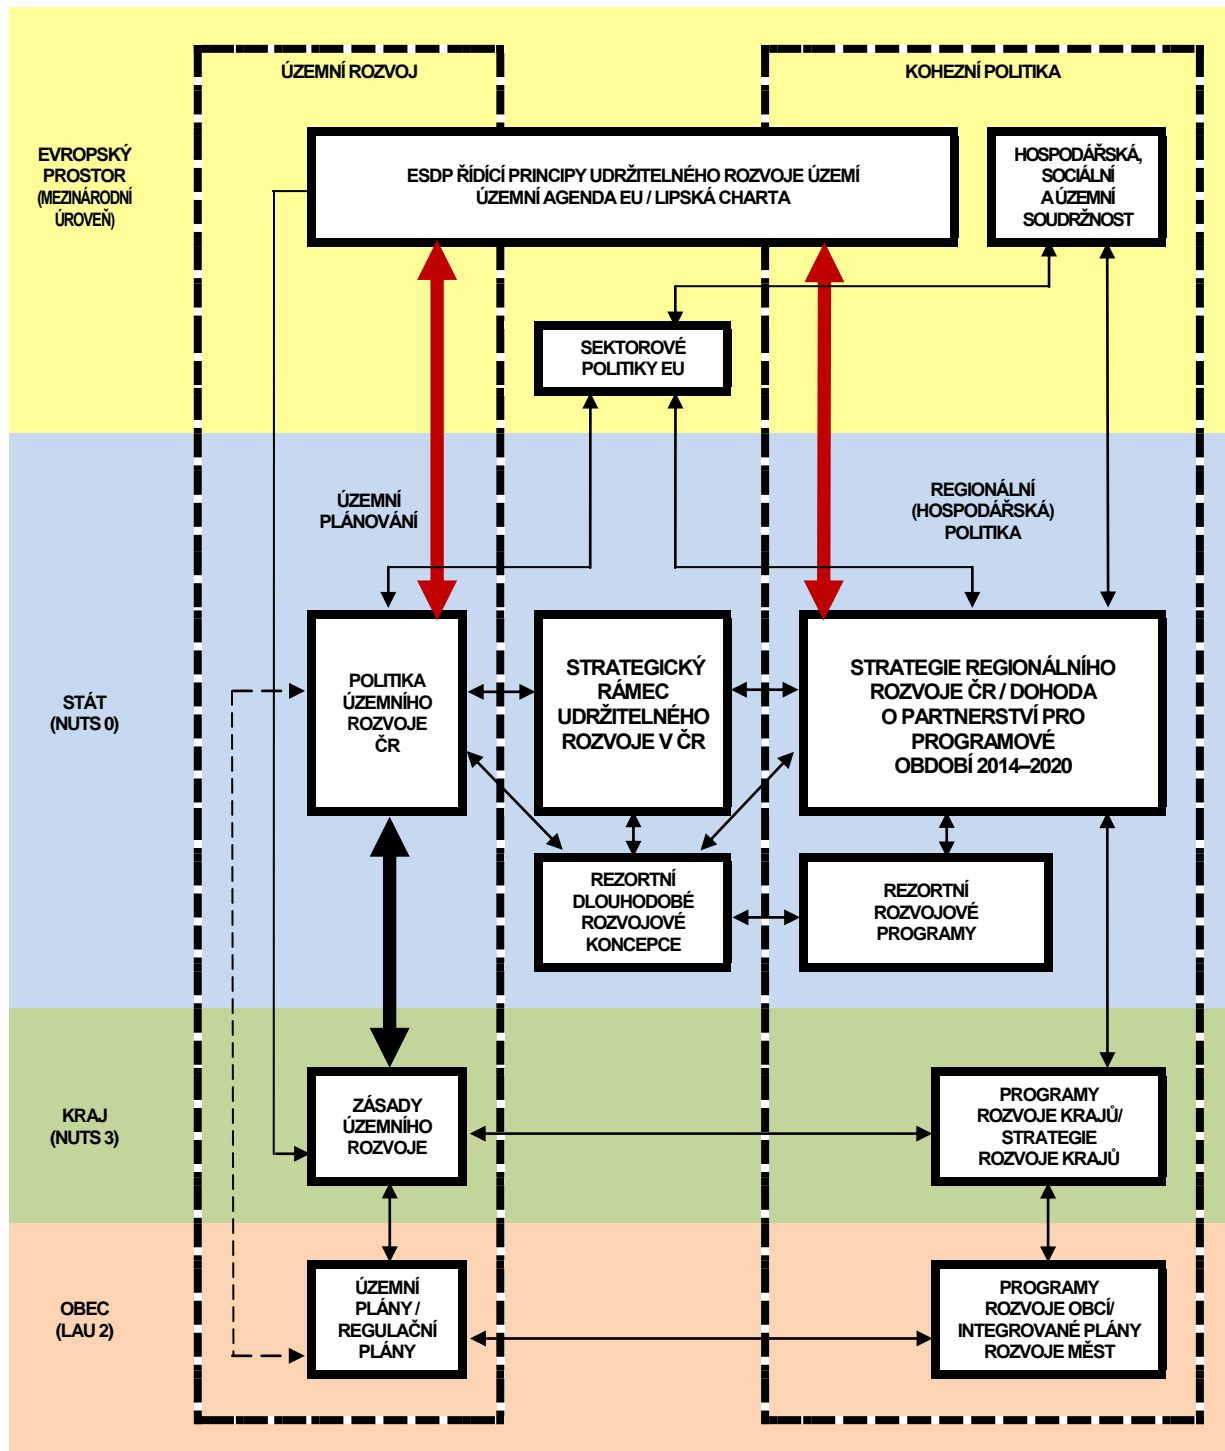 ÚZEMNÍ ROZVOJ
KOHEZNÍ POLITIKA
EVROPSKÝ
PROSTOR
(MEZINÁRODNÍ
ÚROVEŇ)
ESDP ŘÍDÍCÍ PRINCIPY UDRŽITELNÉHO ROZVOJE ÚZEMÍ
ÚZEMNÍ AGENDA EU / LIPSKÁ CHARTA
HOSPODÁŘSKÁ,
SOCIÁLNÍ
A ÚZEMNÍ
SOUDRŽNOST
SEKTOROVÉ
POLITIKY EU
ÚZEMNÍ
PLÁNOVÁNÍ
REGIONÁLNÍ
(HOSPODÁŘSKÁ)
POLITIKA
STÁT
(NUTS 0)
POLITIKA
ÚZEMNÍHO
ROZVOJE
ČR
STRATEGICKÝ
RÁMEC
UDRŽITELNÉHO
ROZVOJE V ČR
STRATEGIE REGIONÁLNÍHO
ROZVOJE ČR / DOHODA
O PARTNERSTVÍ PRO
PROGRAMOVÉ
OBDOBÍ 2014–2020
REZORTNÍ
DLOUHODOBÉ
ROZVOJOVÉ
KONCEPCE
REZORTNÍ
ROZVOJOVÉ
PROGRAMY
KRAJ
(NUTS 3)
ZÁSADY
ÚZEMNÍHO
ROZVOJE
PROGRAMY
ROZVOJE KRAJŮ/
STRATEGIE
ROZVOJE KRAJŮ
OBEC
(LAU 2)
ÚZEMNÍ
PLÁNY /
REGULAČNÍ
PLÁNY
PROGRAMY
ROZVOJE OBCÍ/
INTEGROVANÉ PLÁNY
ROZVOJE MĚST